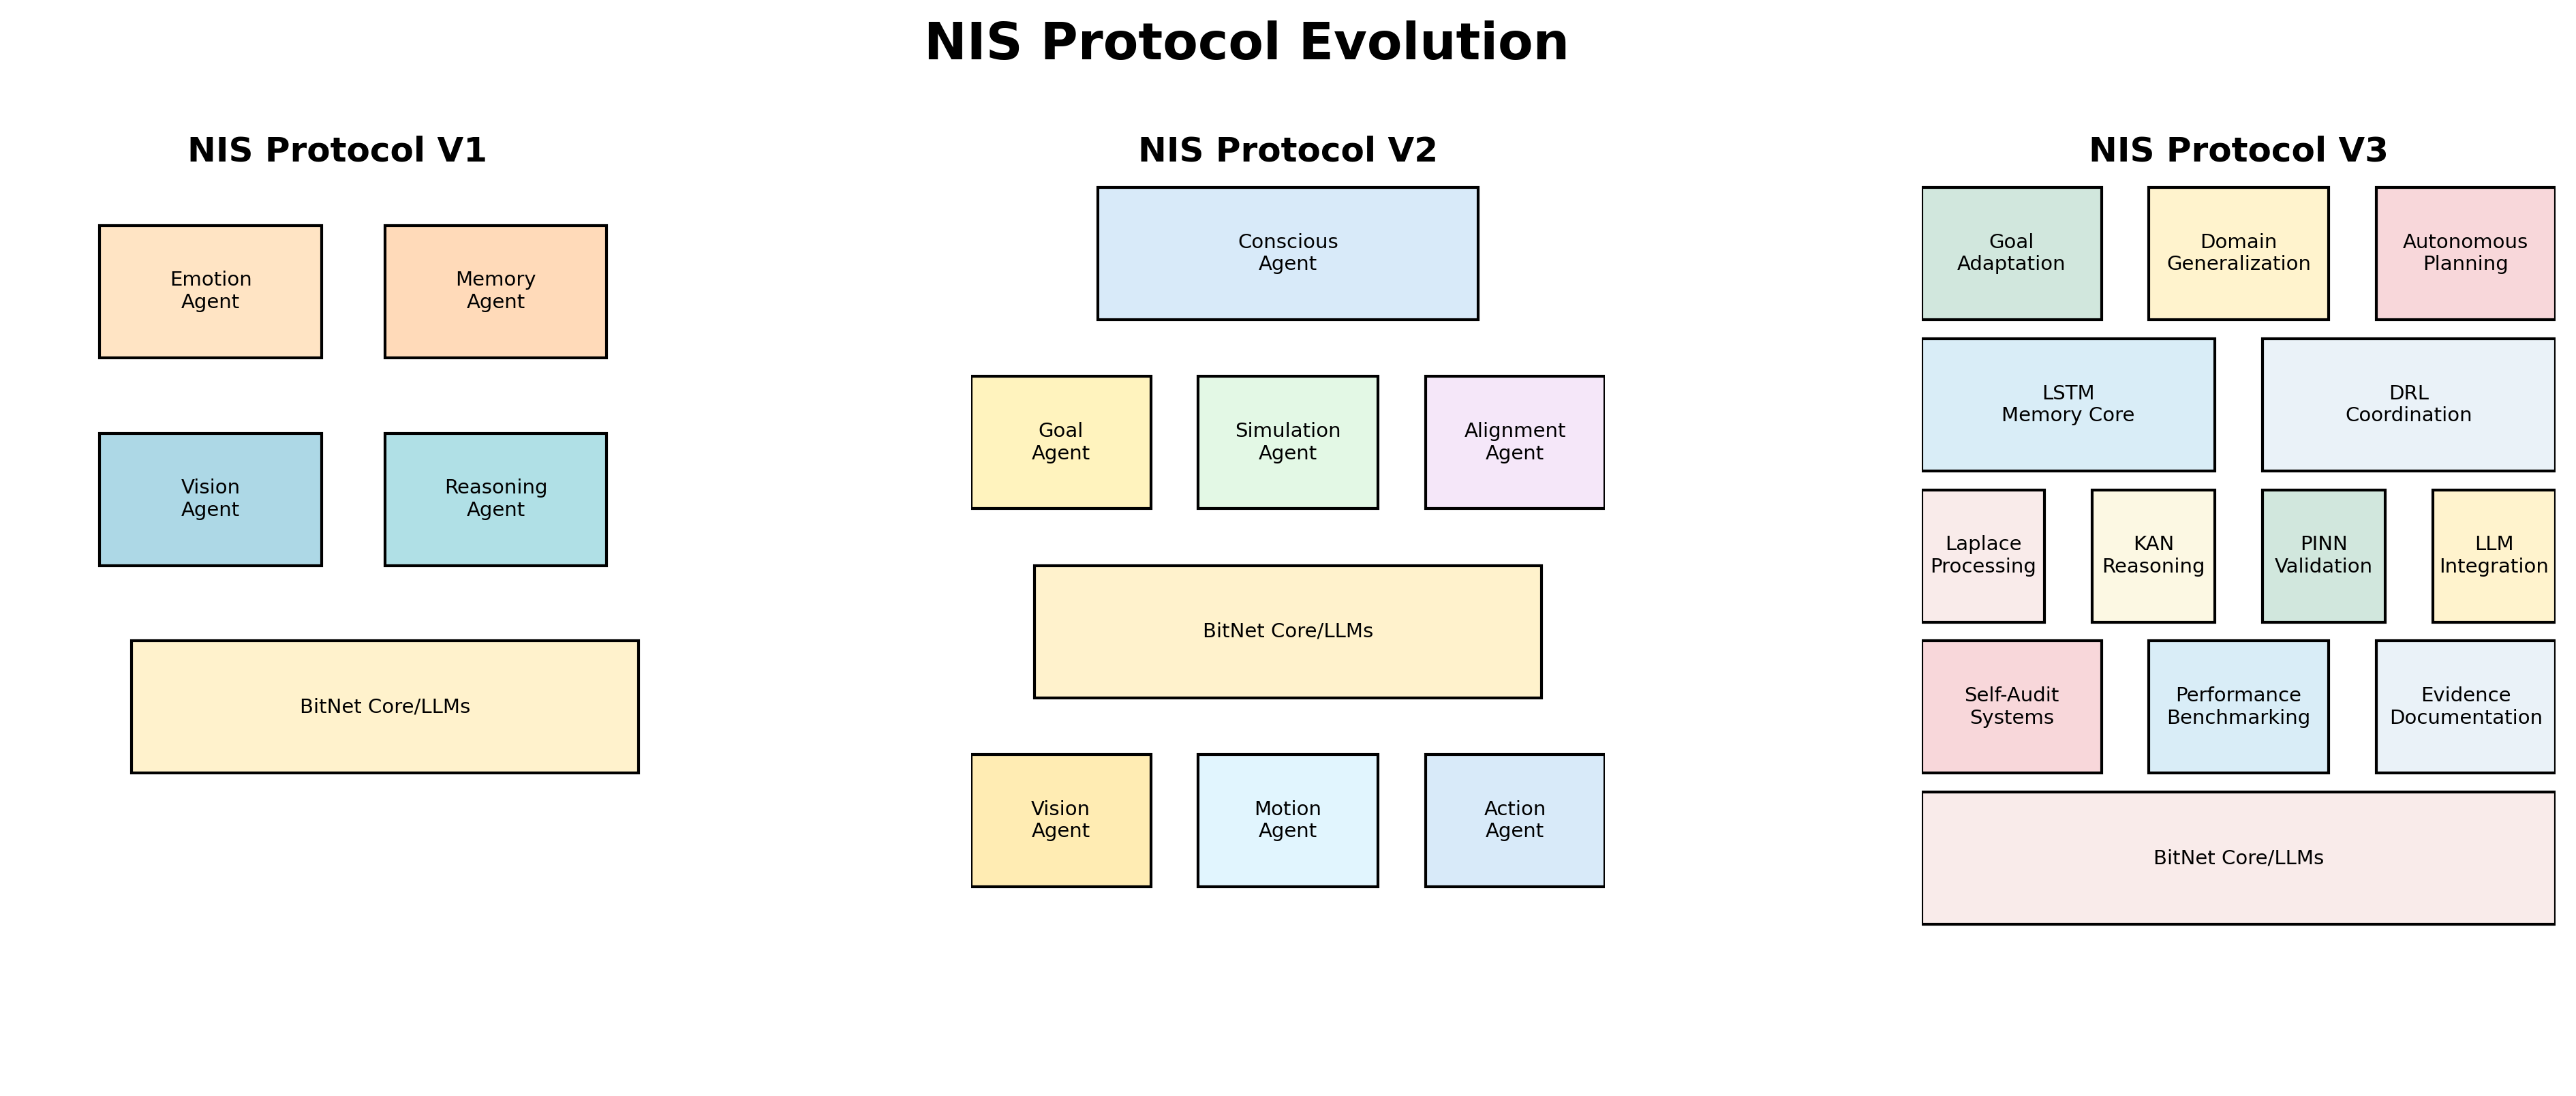 NIS Protocol Evolution
NIS Protocol V1
Emotion
Agent
Memory
Agent
Vision
Agent
Reasoning
Agent
BitNet Core/LLMs
NIS Protocol V2
Conscious
Agent
Goal
Agent
Simulation
Agent
Alignment
Agent
BitNet Core/LLMs
Vision
Agent
Motion
Agent
Action
Agent
NIS Protocol V3
Goal
Adaptation
Domain
Generalization
Autonomous
Planning
LSTM
Memory Core
DRL
Coordination
Laplace
Processing
KAN
Reasoning
PINN
Validation
LLM
Integration
Self-Audit
Systems
Performance
Benchmarking
Evidence
Documentation
BitNet Core/LLMs